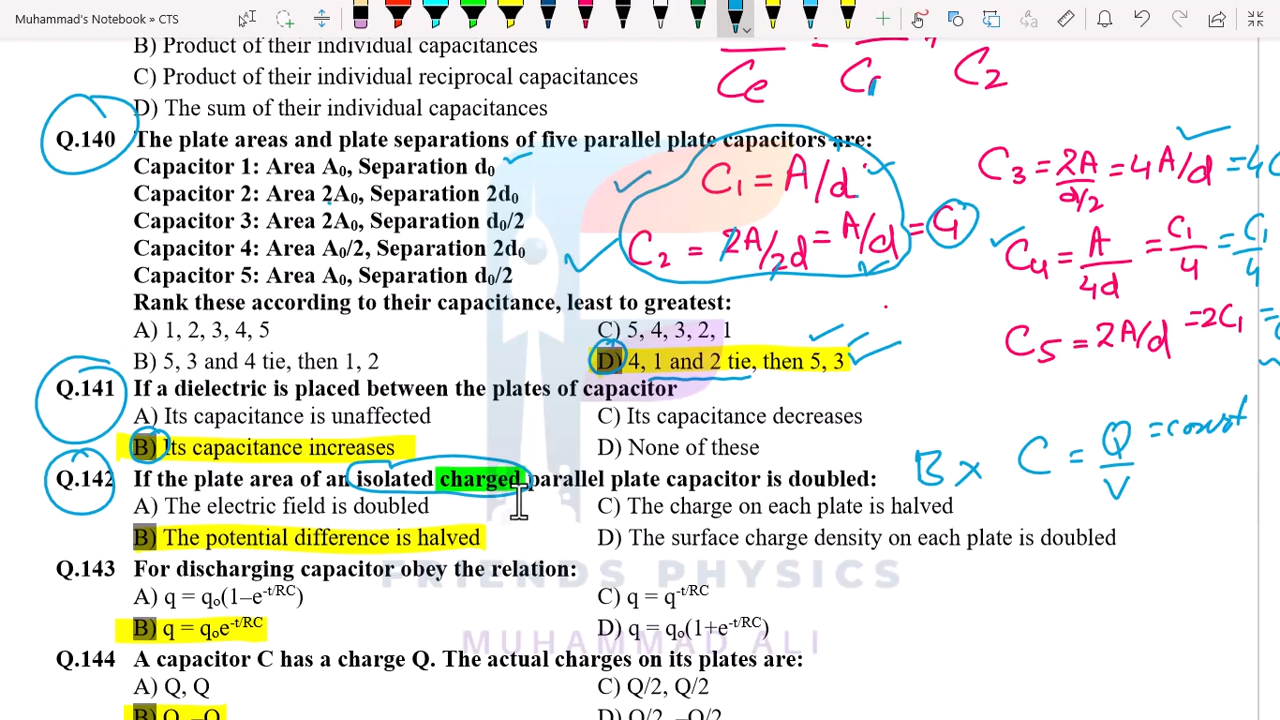 Muhammad's Notebook » CTS
B) Product of their individual capacitances
C) Product of their individual reciprocal capacitances
D) The sum of their individual capacitances
Ce C1 C2
Q.140 The plate areas and plate separations of five parallel plate capacitors are:
Capacitor 1: Area A₀, Separation d₀
Capacitor 2: Area 2A₀, Separation 2d₀
Capacitor 3: Area 2A₀, Separation d₀/2
Capacitor 4: Area A₀/2, Separation 2d₀
Capacitor 5: Area A₀, Separation d₀/2
C₁ = A/d
C₂ = 2A/2d = A/d = C₁
C₃ = 2A/d/2 = 4A/d = 4C
C₄ = A/4d = C₁/4 = C₁/4
C₅ = 2A/d = 2C₁ =
Rank these according to their capacitance, least to greatest:
A) 1, 2, 3, 4, 5 C) 5, 4, 3, 2, 1
B) 5, 3 and 4 tie, then 1, 2 D) 4, 1 and 2 tie, then 5, 3
Q.141 If a dielectric is placed between the plates of capacitor
A) Its capacitance is unaffected C) Its capacitance decreases
B) Its capacitance increases D) None of these
Q.142 If the plate area of an isolated charged parallel plate capacitor is doubled:
B x C = Q/V = const
A) The electric field is doubled C) The charge on each plate is halved
B) The potential difference is halved D) The surface charge density on each plate is doubled
FRIENDS PHYSICS
Q.143 For discharging capacitor obey the relation:
A) q = qₒ(1–e^-t/RC) C) q = q^-t/RC
B) q = qₒe^-t/RC D) q = qₒ(1+e^-t/RC)
MUHAMMAD ALI
Q.144 A capacitor C has a charge Q. The actual charges on its plates are:
A) Q, Q C) Q/2, Q/2
B) Q, –Q D) Q/2, –Q/2